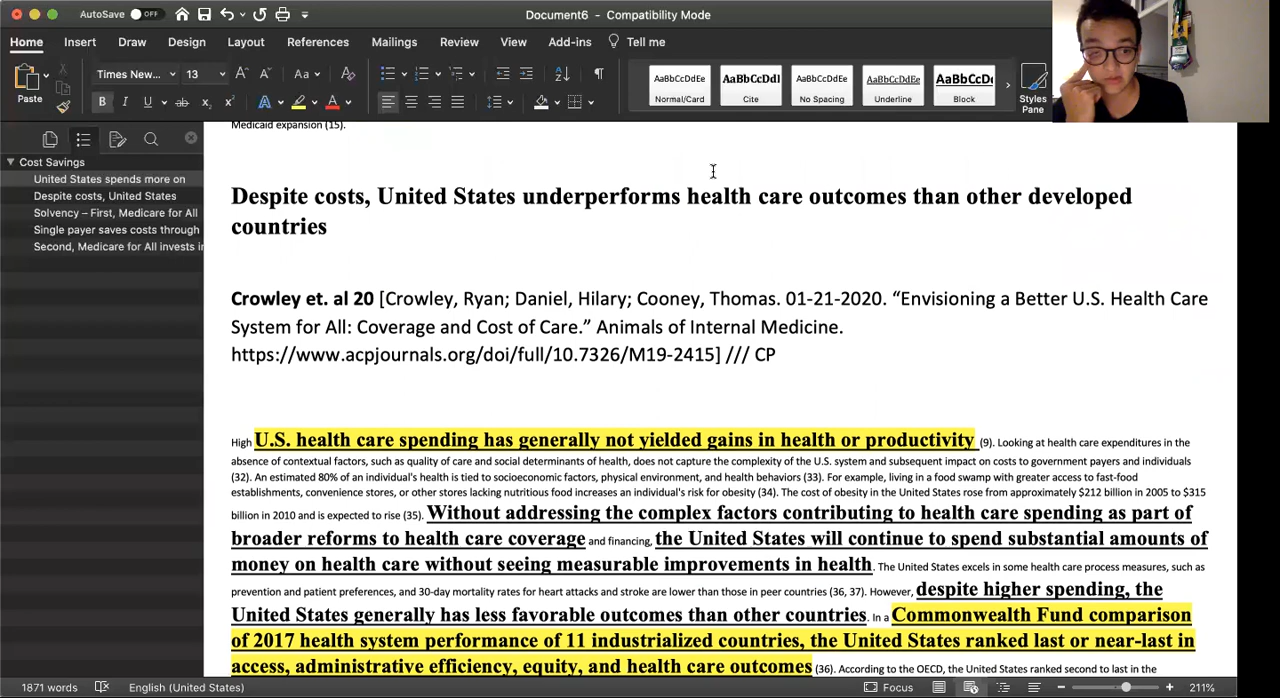 AutoSave OFF Document6 - Compatibility Mode
Home Insert Draw Design Layout References Mailings Review View Add-ins Tell me
Paste Times New... 13 Aa
B I U ab x₂ x² A A
AaBbCcDdEe AaBbCcDdI AaBbCcDdEe AaBbCcDdEe AaBbCcDc
Normal/Card Cite No Spacing Underline Block Styles Pane
Cost Savings
United States spends more on
Despite costs, United States
Solvency – First, Medicare for All
Single payer saves costs through
Second, Medicare for All invests in
Medicaid expansion (15).
Despite costs, United States underperforms health care outcomes than other developed
countries
Crowley et. al 20 [Crowley, Ryan; Daniel, Hilary; Cooney, Thomas. 01-21-2020. “Envisioning a Better U.S. Health Care
System for All: Coverage and Cost of Care.” Animals of Internal Medicine.
https://www.acpjournals.org/doi/full/10.7326/M19-2415] /// CP
High U.S. health care spending has generally not yielded gains in health or productivity (9). Looking at health care expenditures in the
absence of contextual factors, such as quality of care and social determinants of health, does not capture the complexity of the U.S. system and subsequent impact on costs to government payers and individuals
(32). An estimated 80% of an individual's health is tied to socioeconomic factors, physical environment, and health behaviors (33). For example, living in a food swamp with greater access to fast-food
establishments, convenience stores, or other stores lacking nutritious food increases an individual's risk for obesity (34). The cost of obesity in the United States rose from approximately $212 billion in 2005 to $315
billion in 2010 and is expected to rise (35). Without addressing the complex factors contributing to health care spending as part of
broader reforms to health care coverage and financing, the United States will continue to spend substantial amounts of
money on health care without seeing measurable improvements in health. The United States excels in some health care process measures, such as
prevention and patient preferences, and 30-day mortality rates for heart attacks and stroke are lower than those in peer countries (36, 37). However, despite higher spending, the
United States generally has less favorable outcomes than other countries. In a Commonwealth Fund comparison
of 2017 health system performance of 11 industrialized countries, the United States ranked last or near-last in
access, administrative efficiency, equity, and health care outcomes (36). According to the OECD, the United States ranked second to last in the
1871 words English (United States) Focus 211%